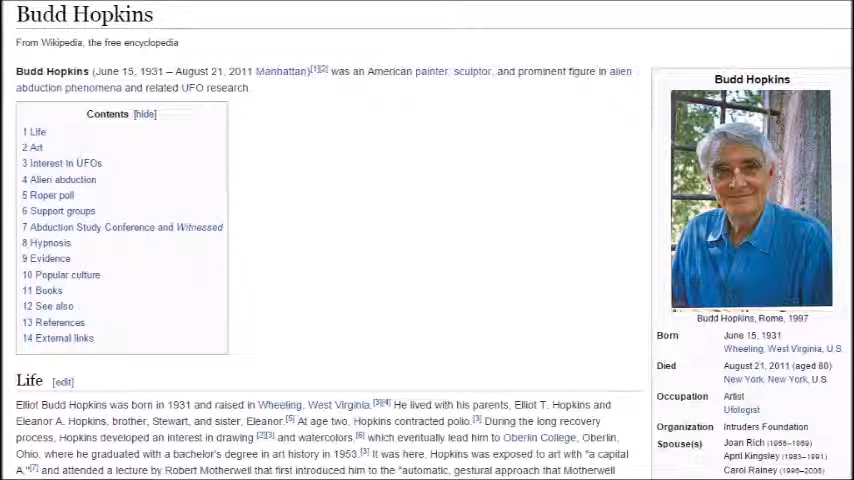 Budd Hopkins
From Wikipedia, the free encyclopedia
Budd Hopkins (June 15, 1931 – August 21, 2011 Manhattan)[1][2] was an American painter, sculptor, and prominent figure in alien
abduction phenomena and related UFO research.
Contents [hide]
1 Life
2 Art
3 Interest in UFOs
4 Alien abduction
5 Roper poll
6 Support groups
7 Abduction Study Conference and Witnessed
8 Hypnosis
9 Evidence
10 Popular culture
11 Books
12 See also
13 References
14 External links
Life [edit]
Elliot Budd Hopkins was born in 1931 and raised in Wheeling, West Virginia.[3][4] He lived with his parents, Elliot T. Hopkins and
Eleanor A. Hopkins, brother, Stewart, and sister, Eleanor.[5] At age two, Hopkins contracted polio.[3] During the long recovery
process, Hopkins developed an interest in drawing [2][3] and watercolors [6] which eventually lead him to Oberlin College, Oberlin,
Ohio, where he graduated with a bachelor's degree in art history in 1953.[3] It was here, Hopkins was exposed to art with "a capital
A,"[7] and attended a lecture by Robert Motherwell that first introduced him to the "automatic, gestural approach that Motherwell
Budd Hopkins
Budd Hopkins, Rome, 1997
Born June 15, 1931
Wheeling, West Virginia, U.S.
Died August 21, 2011 (aged 80)
New York, New York, U.S.
Occupation Artist
Ufologist
Organization Intruders Foundation
Spouse(s) Joan Rich (1968–1969)
April Kingsley (1983–1991)
Carol Rainey (1996–2006)